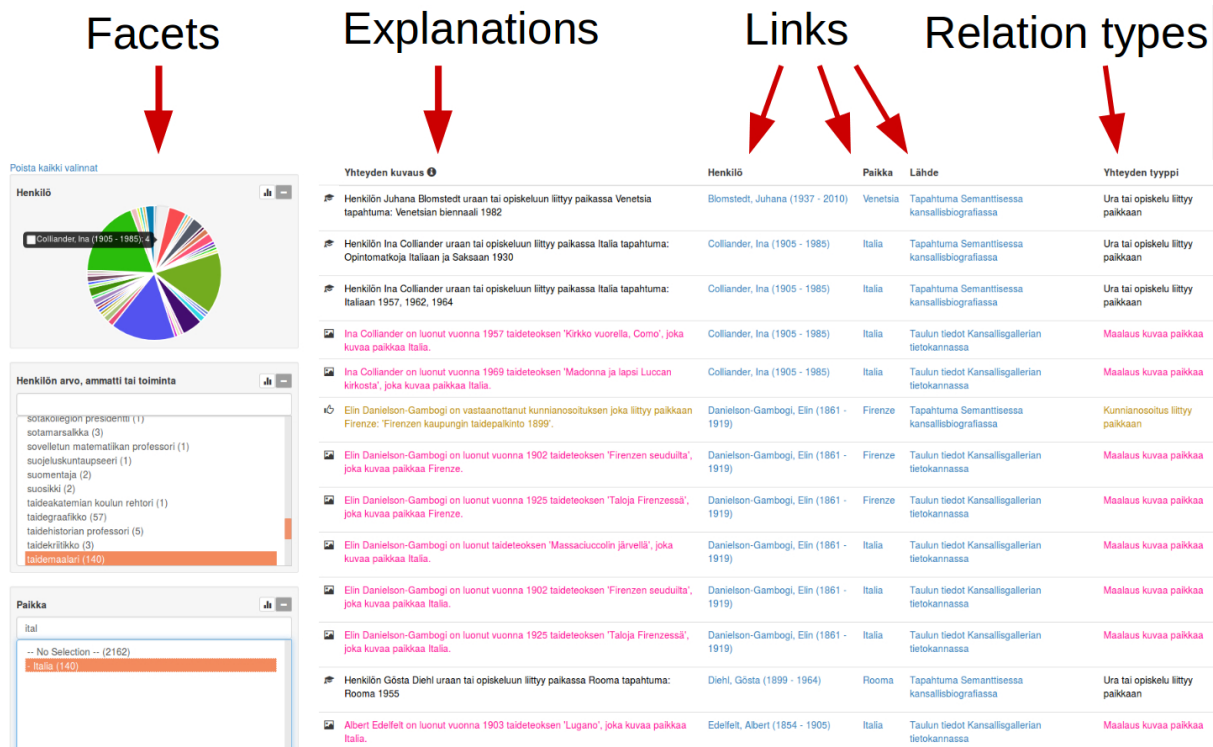 Facets
Explanations
Links
Relation types
Poista kaikki valinnat
Henkilö
Colliander, Ina (1905 - 1985): 4
Henkilön arvo, ammatti tai toiminta
sotakollegion presidentti (1)
sotamarsalkka (3)
sovelletun matematiikan professori (1)
suojeluskuntaupseeri (1)
suomentaja (2)
suosikki (2)
taideakatemian koulun rehtori (1)
taidegraafikko (57)
taidehistorian professori (5)
taidekriitikko (3)
taidemaalari (140)
Paikka
ital
-- No Selection -- (2162)
- Italia (140)
Yhteyden kuvaus
Henkilö
Paikka
Lähde
Yhteyden tyyppi
Henkilön Juhana Blomstedt uraan tai opiskeluun liittyy paikassa Venetsia
tapahtuma: Venetsian biennaali 1982
Blomstedt, Juhana (1937 - 2010)
Venetsia
Tapahtuma Semanttisessa
kansallisbiografiassa
Ura tai opiskelu liittyy
paikkaan
Henkilön Ina Colliander uraan tai opiskeluun liittyy paikassa Italia tapahtuma:
Opintomatkoja Italiaan ja Saksaan 1930
Colliander, Ina (1905 - 1985)
Italia
Tapahtuma Semanttisessa
kansallisbiografiassa
Ura tai opiskelu liittyy
paikkaan
Henkilön Ina Colliander uraan tai opiskeluun liittyy paikassa Italia tapahtuma:
Italiaan 1957, 1962, 1964
Colliander, Ina (1905 - 1985)
Italia
Tapahtuma Semanttisessa
kansallisbiografiassa
Ura tai opiskelu liittyy
paikkaan
Ina Colliander on luonut vuonna 1957 taideteoksen 'Kirkko vuorella, Como', joka
kuvaa paikkaa Italia.
Colliander, Ina (1905 - 1985)
Italia
Taulun tiedot Kansallisgallerian
tietokannassa
Maalaus kuvaa paikkaa
Ina Colliander on luonut vuonna 1969 taideteoksen 'Madonna ja lapsi Luccan
kirkosta', joka kuvaa paikkaa Italia.
Colliander, Ina (1905 - 1985)
Italia
Taulun tiedot Kansallisgallerian
tietokannassa
Maalaus kuvaa paikkaa
Elin Danielson-Gambogi on vastaanottanut kunnianosoituksen joka liittyy paikkaan
Firenze: 'Firenzen kaupungin taidepalkinto 1899'.
Danielson-Gambogi, Elin (1861 -
1919)
Firenze
Tapahtuma Semanttisessa
kansallisbiografiassa
Kunnianosoitus liittyy
paikkaan
Elin Danielson-Gambogi on luonut vuonna 1902 taideteoksen 'Firenzen seuduilta',
joka kuvaa paikkaa Firenze.
Danielson-Gambogi, Elin (1861 -
1919)
Firenze
Taulun tiedot Kansallisgallerian
tietokannassa
Maalaus kuvaa paikkaa
Elin Danielson-Gambogi on luonut vuonna 1925 taideteoksen 'Taloja Firenzessä',
joka kuvaa paikkaa Firenze.
Danielson-Gambogi, Elin (1861 -
1919)
Firenze
Taulun tiedot Kansallisgallerian
tietokannassa
Maalaus kuvaa paikkaa
Elin Danielson-Gambogi on luonut taideteoksen 'Massaciuccolin järvellä', joka
kuvaa paikkaa Italia.
Danielson-Gambogi, Elin (1861 -
1919)
Italia
Taulun tiedot Kansallisgallerian
tietokannassa
Maalaus kuvaa paikkaa
Elin Danielson-Gambogi on luonut vuonna 1902 taideteoksen 'Firenzen seuduilta',
joka kuvaa paikkaa Italia.
Danielson-Gambogi, Elin (1861 -
1919)
Italia
Taulun tiedot Kansallisgallerian
tietokannassa
Maalaus kuvaa paikkaa
Elin Danielson-Gambogi on luonut vuonna 1925 taideteoksen 'Taloja Firenzessä',
joka kuvaa paikkaa Italia.
Danielson-Gambogi, Elin (1861 -
1919)
Italia
Taulun tiedot Kansallisgallerian
tietokannassa
Maalaus kuvaa paikkaa
Henkilön Gösta Diehl uraan tai opiskeluun liittyy paikassa Rooma tapahtuma:
Rooma 1955
Diehl, Gösta (1899 - 1964)
Rooma
Tapahtuma Semanttisessa
kansallisbiografiassa
Ura tai opiskelu liittyy
paikkaan
Albert Edelfelt on luonut vuonna 1903 taideteoksen 'Lugano', joka kuvaa paikkaa
Italia.
Edelfelt, Albert (1854 - 1905)
Italia
Taulun tiedot Kansallisgallerian
tietokannassa
Maalaus kuvaa paikkaa